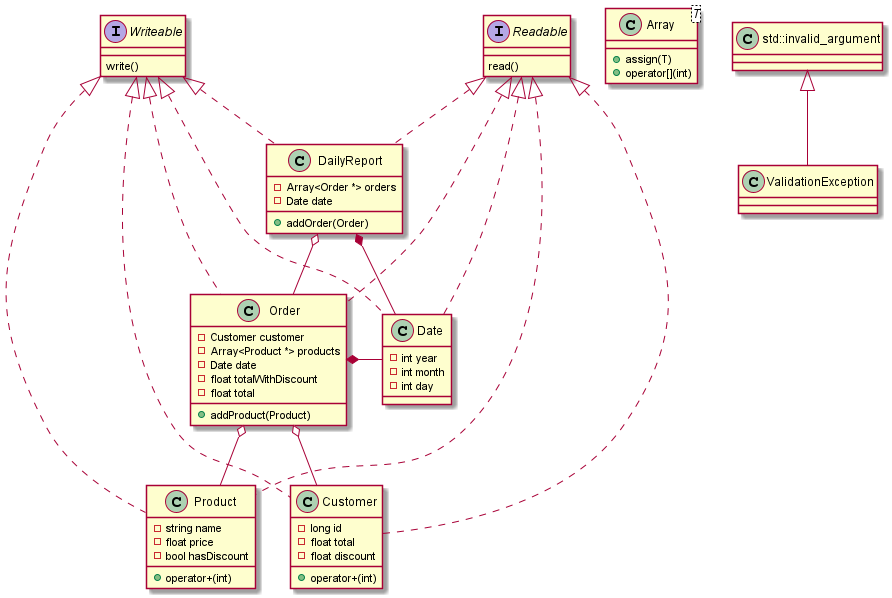 I Writeable
write()
I Readable
read()
C Array
T
assign(T)
operator[](int)
C std::invalid_argument
C DailyReport
Array<Order *> orders
Date date
addOrder(Order)
C ValidationException
C Order
Customer customer
Array<Product *> products
Date date
float totalWithDiscount
float total
addProduct(Product)
C Date
int year
int month
int day
C Product
string name
float price
bool hasDiscount
operator+(int)
C Customer
long id
float total
float discount
operator+(int)